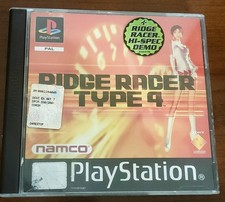 PAL
+
RIDGE
RACER
HI-SPEC
DEMO
RIDGE RACER
TYPE 4
namco
PlayStation